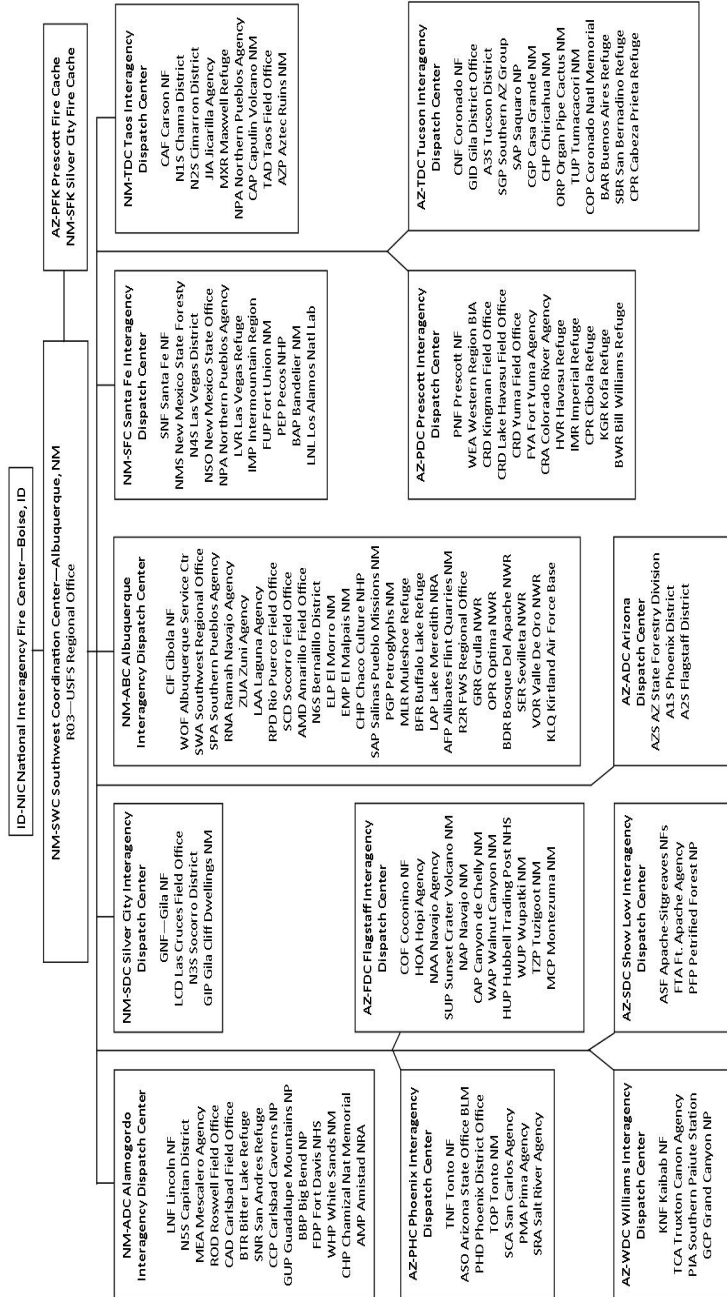 ID-NIC National Interagency Fire Center—Boise, ID
NM-SWC Southwest Coordination Center—Albuquerque, NM
R03—USFS Regional Office
AZ-PFK Prescott Fire Cache
NM-SFK Silver City Fire Cache
NM-ADC Alamogordo
Interagency Dispatch Center
LNF Lincoln NF
N5S Capitan District
MEA Mescalero Agency
ROD Roswell Field Office
CAD Carlsbad Field Office
BTR Bitter Lake Refuge
SNR San Andres Refuge
CCP Carlsbad Caverns NP
GUP Guadalupe Mountains NP
BBP Big Bend NP
FDP Fort Davis NHS
WHP White Sands NM
CHP Chamizal Nat Memorial
AMP Amistad NRA
NM-SDC Silver City Interagency
Dispatch Center
GNF—Gila NF
LCD Las Cruces Field Office
N3S Socorro District
GIP Gila Cliff Dwellings NM
NM-ABC Albuquerque
Interagency Dispatch Center
CIF Cibola NF
WOF Albuquerque Service Ctr
SWA Southwest Regional Office
SPA Southern Pueblos Agency
RNA Ramah Navajo Agency
ZUA Zuni Agency
LAA Laguna Agency
RPD Rio Puerco Field Office
SCD Socorro Field Office
AMD Amarillo Field Office
N6S Bernalillo District
ELP El Morro NM
EMP El Malpais NM
CHP Chaco Culture NHP
SAP Salinas Pueblo Missions NM
PGP Petroglyphs NM
MLR Muleshoe Refuge
BFR Buffalo Lake Refuge
LAP Lake Meredith NRA
AFP Alibates Flint Quarries NM
R2R FWS Regional Office
GRR Grulla NWR
OPR Optima NWR
BDR Bosque Del Apache NWR
SER Sevilleta NWR
VOR Valle De Oro NWR
KLQ Kirtland Air Force Base
NM-SFC Santa Fe Interagency
Dispatch Center
SNF Santa Fe NF
NMS New Mexico State Foresty
N4S Las Vegas District
NSO New Mexico State Office
NPA Northern Pueblos Agency
LVR Las Vegas Refuge
IMP Intermountain Region
FUP Fort Union NM
PEP Pecos NHP
BAP Bandelier NM
LNL Los Alamos Natl Lab
NM-TDC Taos Interagency
Dispatch Center
CAF Carson NF
N1S Chama District
N2S Cimarron District
JIA Jicarilla Agency
MXR Maxwell Refuge
NPA Northern Pueblos Agency
CAP Capulin Volcano NM
TAD Taos Field Office
AZP Aztec Ruins NM
AZ-PHC Phoenix Interagency
Dispatch Center
TNF Tonto NF
ASO Arizona State Office BLM
PHD Phoenix District Office
TOP Tonto NM
SCA San Carlos Agency
PMA Pima Agency
SRA Salt River Agency
AZ-FDC Flagstaff Interagency
Dispatch Center
COF Coconino NF
HOA Hopi Agency
NAA Navajo Agency
SUP Sunset Crater Volcano NM
NAP Navajo NM
CAP Canyon de Chelly NM
WAP Walnut Canyon NM
HUP Hubbell Trading Post NHS
WUP Wupatki NM
TZP Tuzigoot NM
MCP Montezuma NM
AZ-PDC Prescott Interagency
Dispatch Center
PNF Prescott NF
WEA Western Region BIA
CRD Kingman Field Office
CRD Lake Havasu Field Office
CRD Yuma Field Office
FYA Fort Yuma Agency
CRA Colorado River Agency
HVR Havasu Refuge
IMR Imperial Refuge
CPR Cibola Refuge
KGR Kofa Refuge
BWR Bill Williams Refuge
AZ-TDC Tucson Interagency
Dispatch Center
CNF Coronado NF
GID Gila District Office
A3S Tucson District
SGP Southern AZ Group
SAP Saquaro NP
CGP Casa Grande NM
CHP Chiricahua NM
ORP Organ Pipe Cactus NM
TUP Tumacacori NM
COP Coronado Natl Memorial
BAR Buenos Aires Refuge
SBR San Bernadino Refuge
CPR Cabeza Prieta Refuge
AZ-WDC Williams Interagency
Dispatch Center
KNF Kaibab NF
TCA Truxton Canon Agency
PIA Southern Paiute Station
GCP Grand Canyon NP
AZ-SDC Show Low Interagency
Dispatch Center
ASF Apache-Sitgreaves NFs
FTA Ft. Apache Agency
PFP Petrified Forest NP
AZ-ADC Arizona
Dispatch Center
AZS AZ State Forestry Division
A1S Phoenix District
A2S Flagstaff District